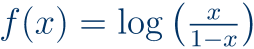 f(x) = log(x/(1−x))